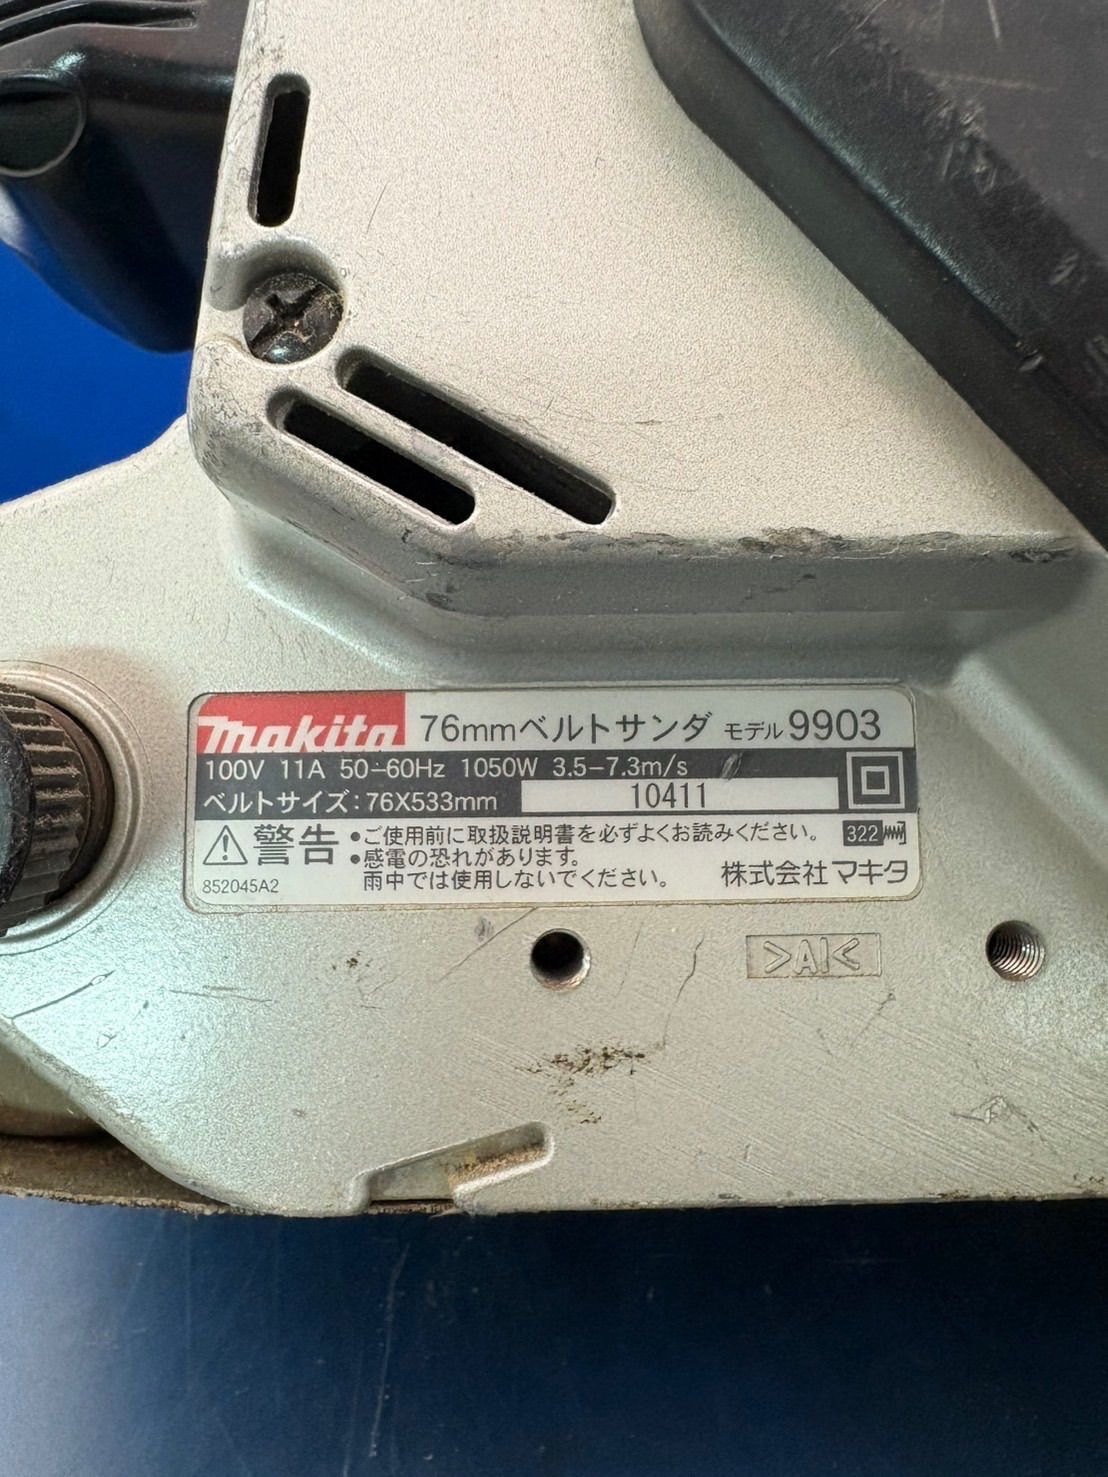 makita 76mmベルトサンダ モデル 9903
100V 11A 50-60Hz 1050W 3.5-7.3m/s
ベルトサイズ:76X533mm 10411
警告 •ご使用前に取扱説明書を必ずよくお読みください。 322
•感電の恐れがあります。
雨中では使用しないでください。 株式会社 マキタ
852045A2
>Al<